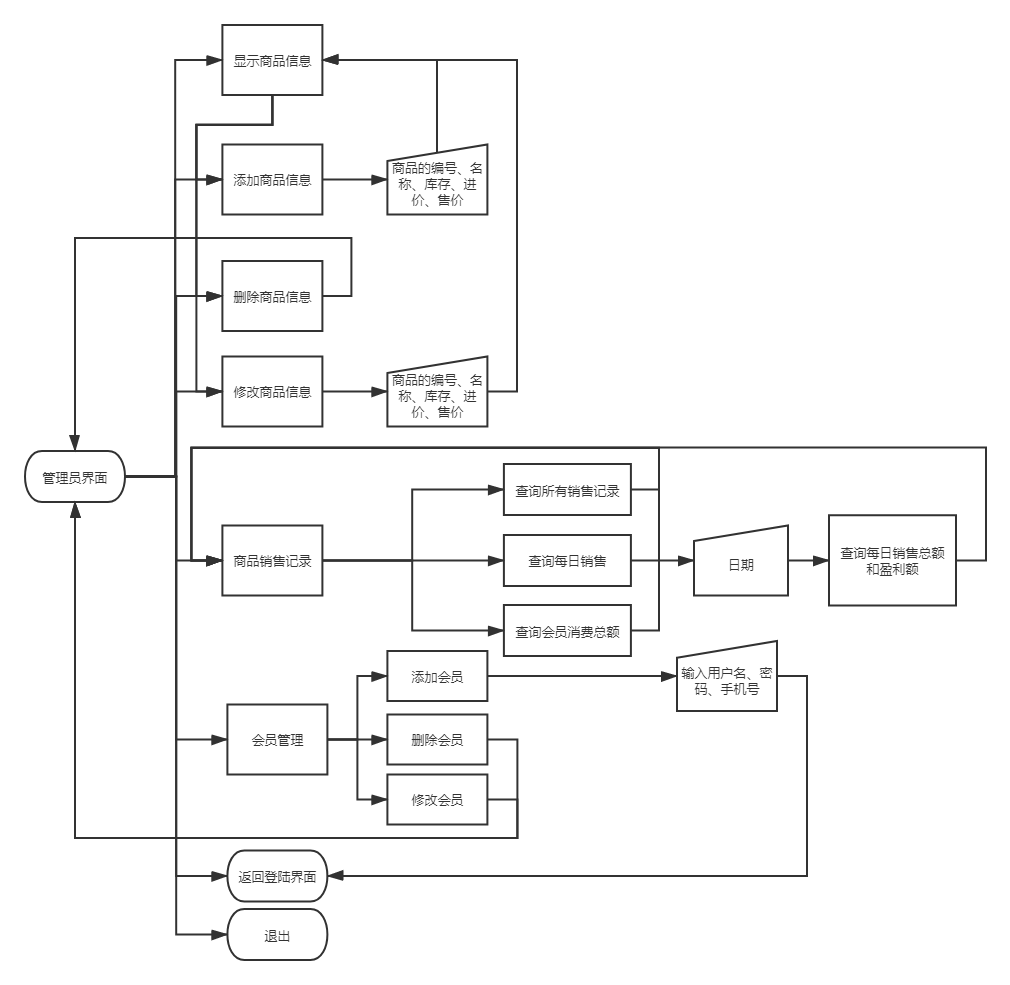 显示商品信息
添加商品信息
商品的编号、名
称、库存、进
价、售价
删除商品信息
修改商品信息
商品的编号、名
称、库存、进
价、售价
管理员界面
商品销售记录
查询所有销售记录
查询每日销售
日期
查询每日销售总额
和盈利额
查询会员消费总额
会员管理
添加会员
输入用户名、密
码、手机号
删除会员
修改会员
返回登陆界面
退出